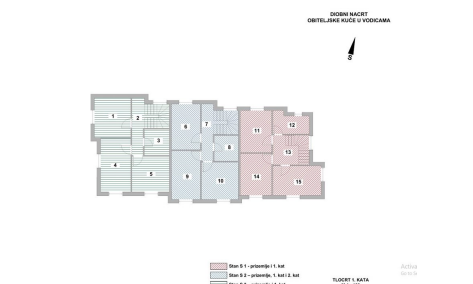 DIOBNI NACRT
OBITELJSKE KUĆE U VODICAMA
S
1
2
3
4
5
6
7
8
9
10
11
12
13
14
15
Stan S 1 - prizemlje i 1. kat
Stan S 2 – prizemlje, 1. kat i 2. kat
TLOCRT 1. KATA